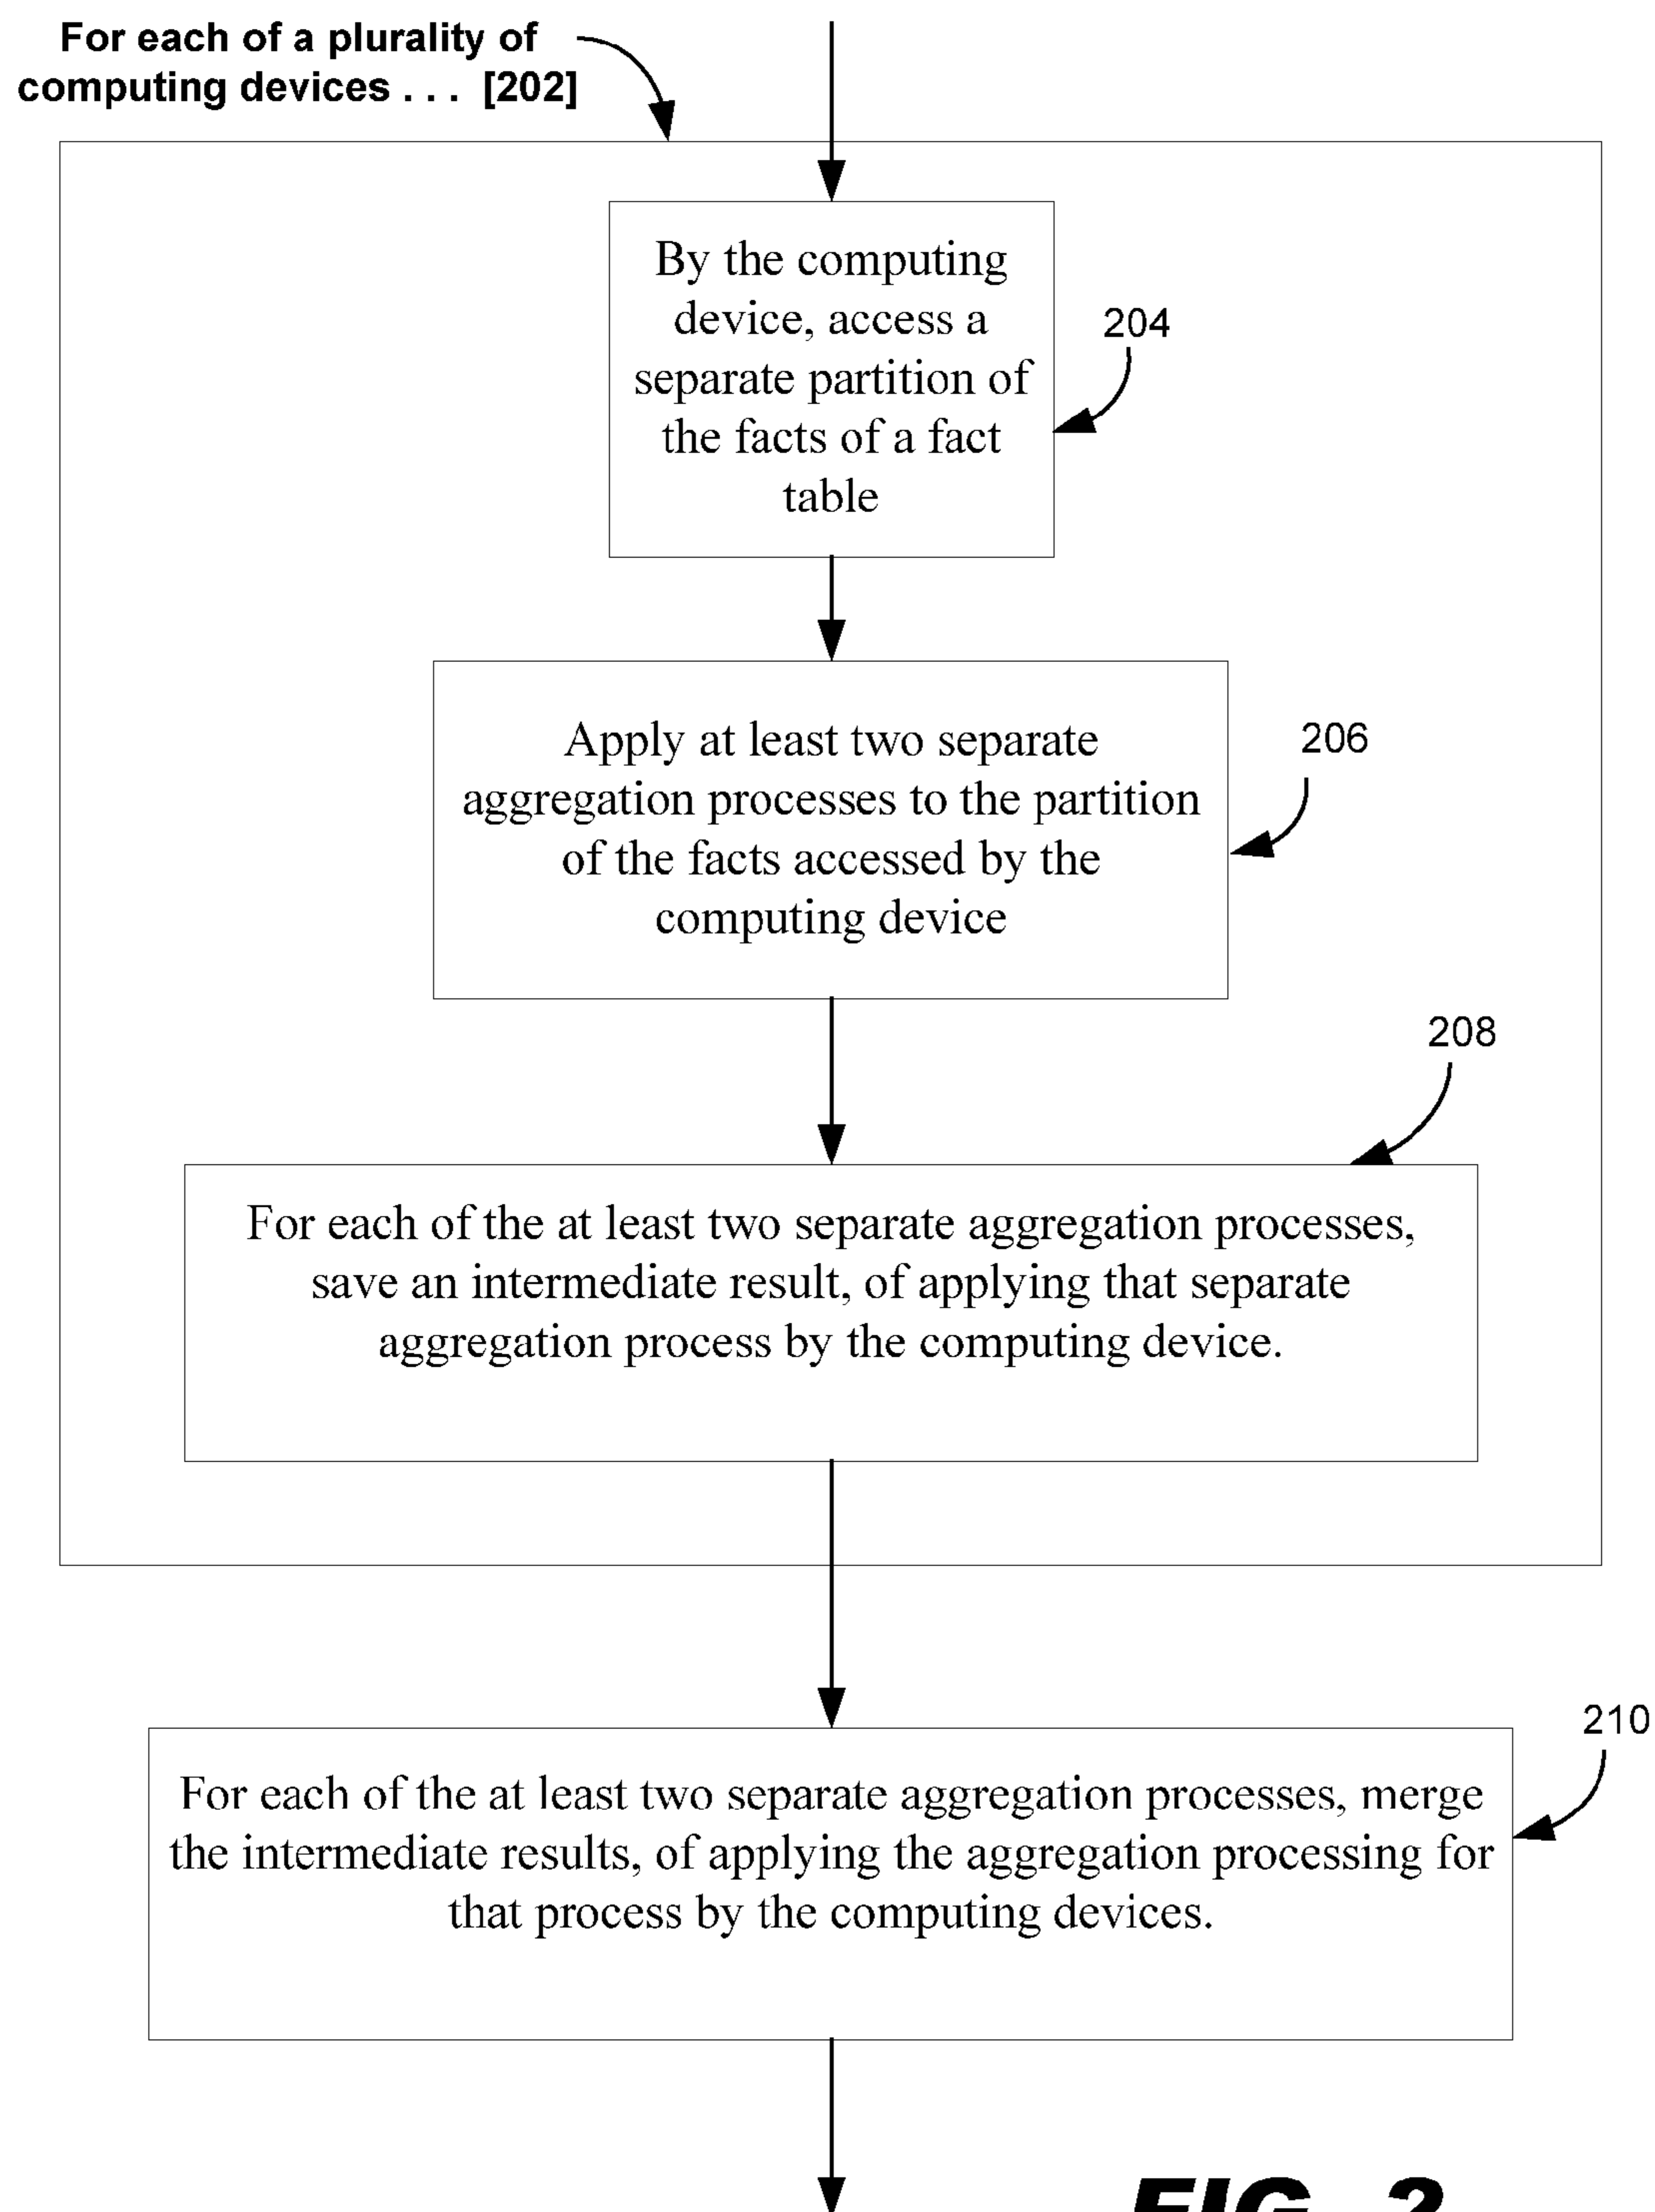 For each of a plurality of
computing devices . . . [202]
By the computing
device, access a
separate partition of
the facts of a fact
table
204
Apply at least two separate
aggregation processes to the partition
of the facts accessed by the
computing device
206
208
For each of the at least two separate aggregation processes,
save an intermediate result, of applying that separate
aggregation process by the computing device.
210
For each of the at least two separate aggregation processes, merge
the intermediate results, of applying the aggregation processing for
that process by the computing devices.
FIG. 2